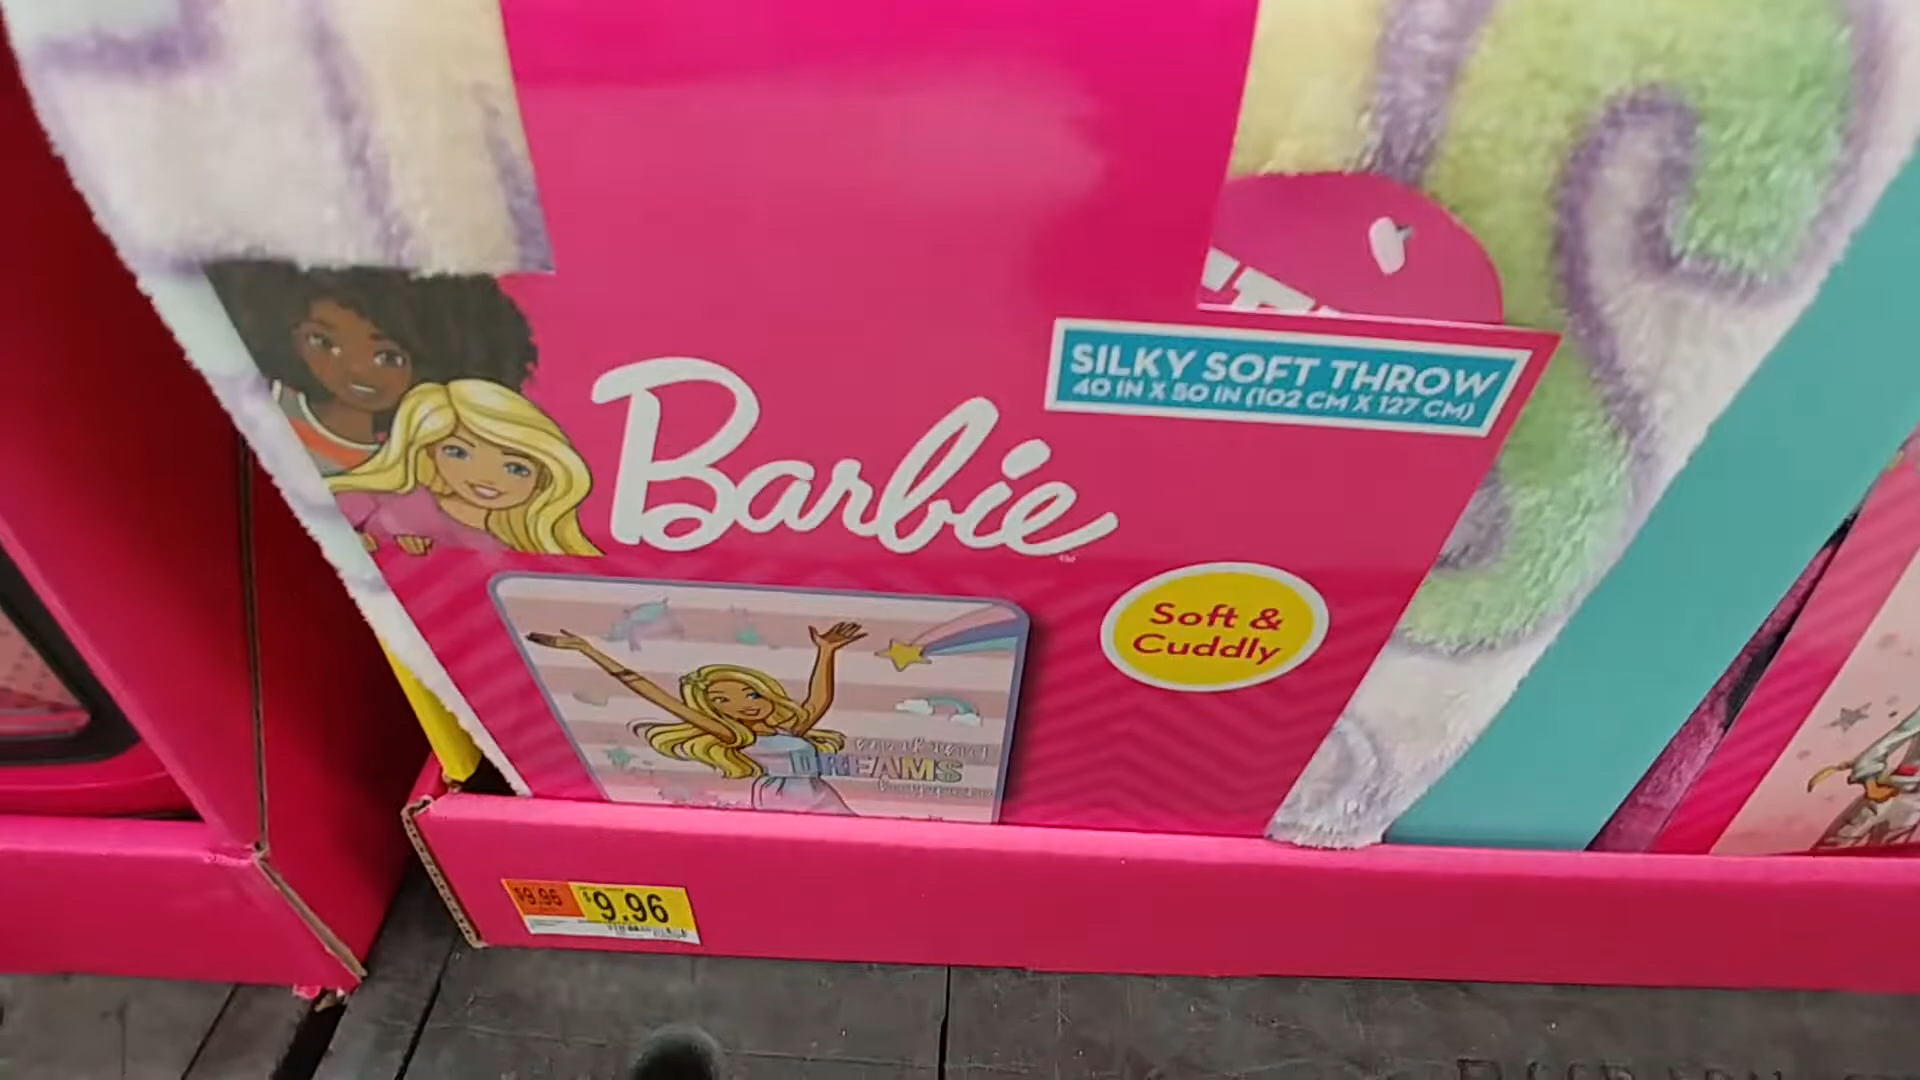 SILKY SOFT THROW
40 IN X 50 IN (102 CM X 127 CM)
Barbie
Soft &
Cuddly
DREAMS
$9.96
$9.96